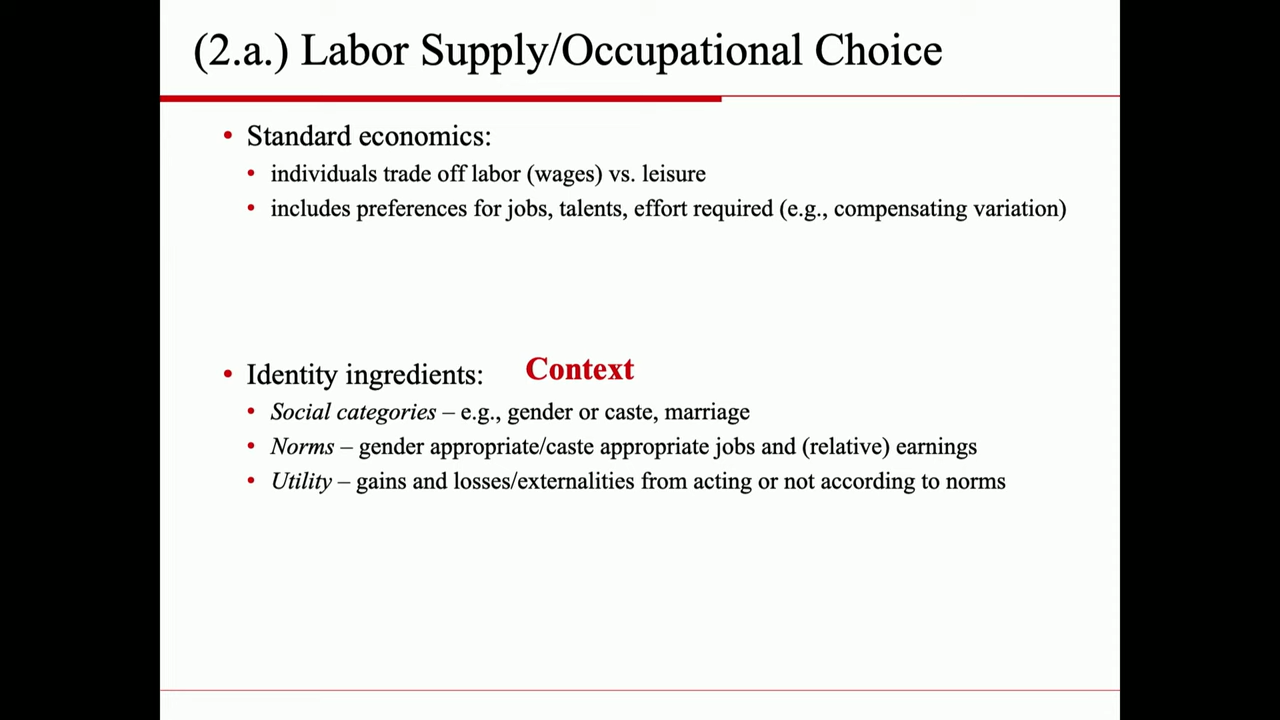 (2.a.) Labor Supply/Occupational Choice
• Standard economics:
• individuals trade off labor (wages) vs. leisure
• includes preferences for jobs, talents, effort required (e.g., compensating variation)
• Identity ingredients: Context
• Social categories – e.g., gender or caste, marriage
• Norms – gender appropriate/caste appropriate jobs and (relative) earnings
• Utility – gains and losses/externalities from acting or not according to norms